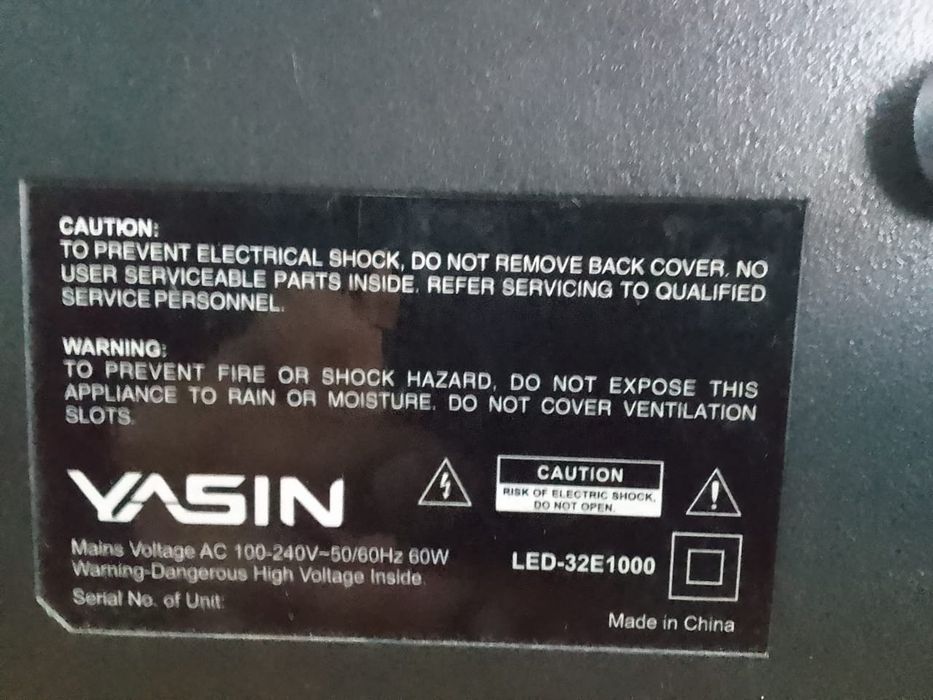 CAUTION:
TO PREVENT ELECTRICAL SHOCK, DO NOT REMOVE BACK COVER. NO
USER SERVICEABLE PARTS INSIDE. REFER SERVICING TO QUALIFIED
SERVICE PERSONNEL.
WARNING:
TO PREVENT FIRE OR SHOCK HAZARD, DO NOT EXPOSE THIS
APPLIANCE TO RAIN OR MOISTURE. DO NOT COVER VENTILATION
SLOTS.
YASIN
CAUTION
RISK OF ELECTRIC SHOCK,
DO NOT OPEN.
Mains Voltage AC 100-240V~50/60Hz 60W
Warning-Dangerous High Voltage Inside.
Serial No. of Unit:
LED-32E1000
Made in China